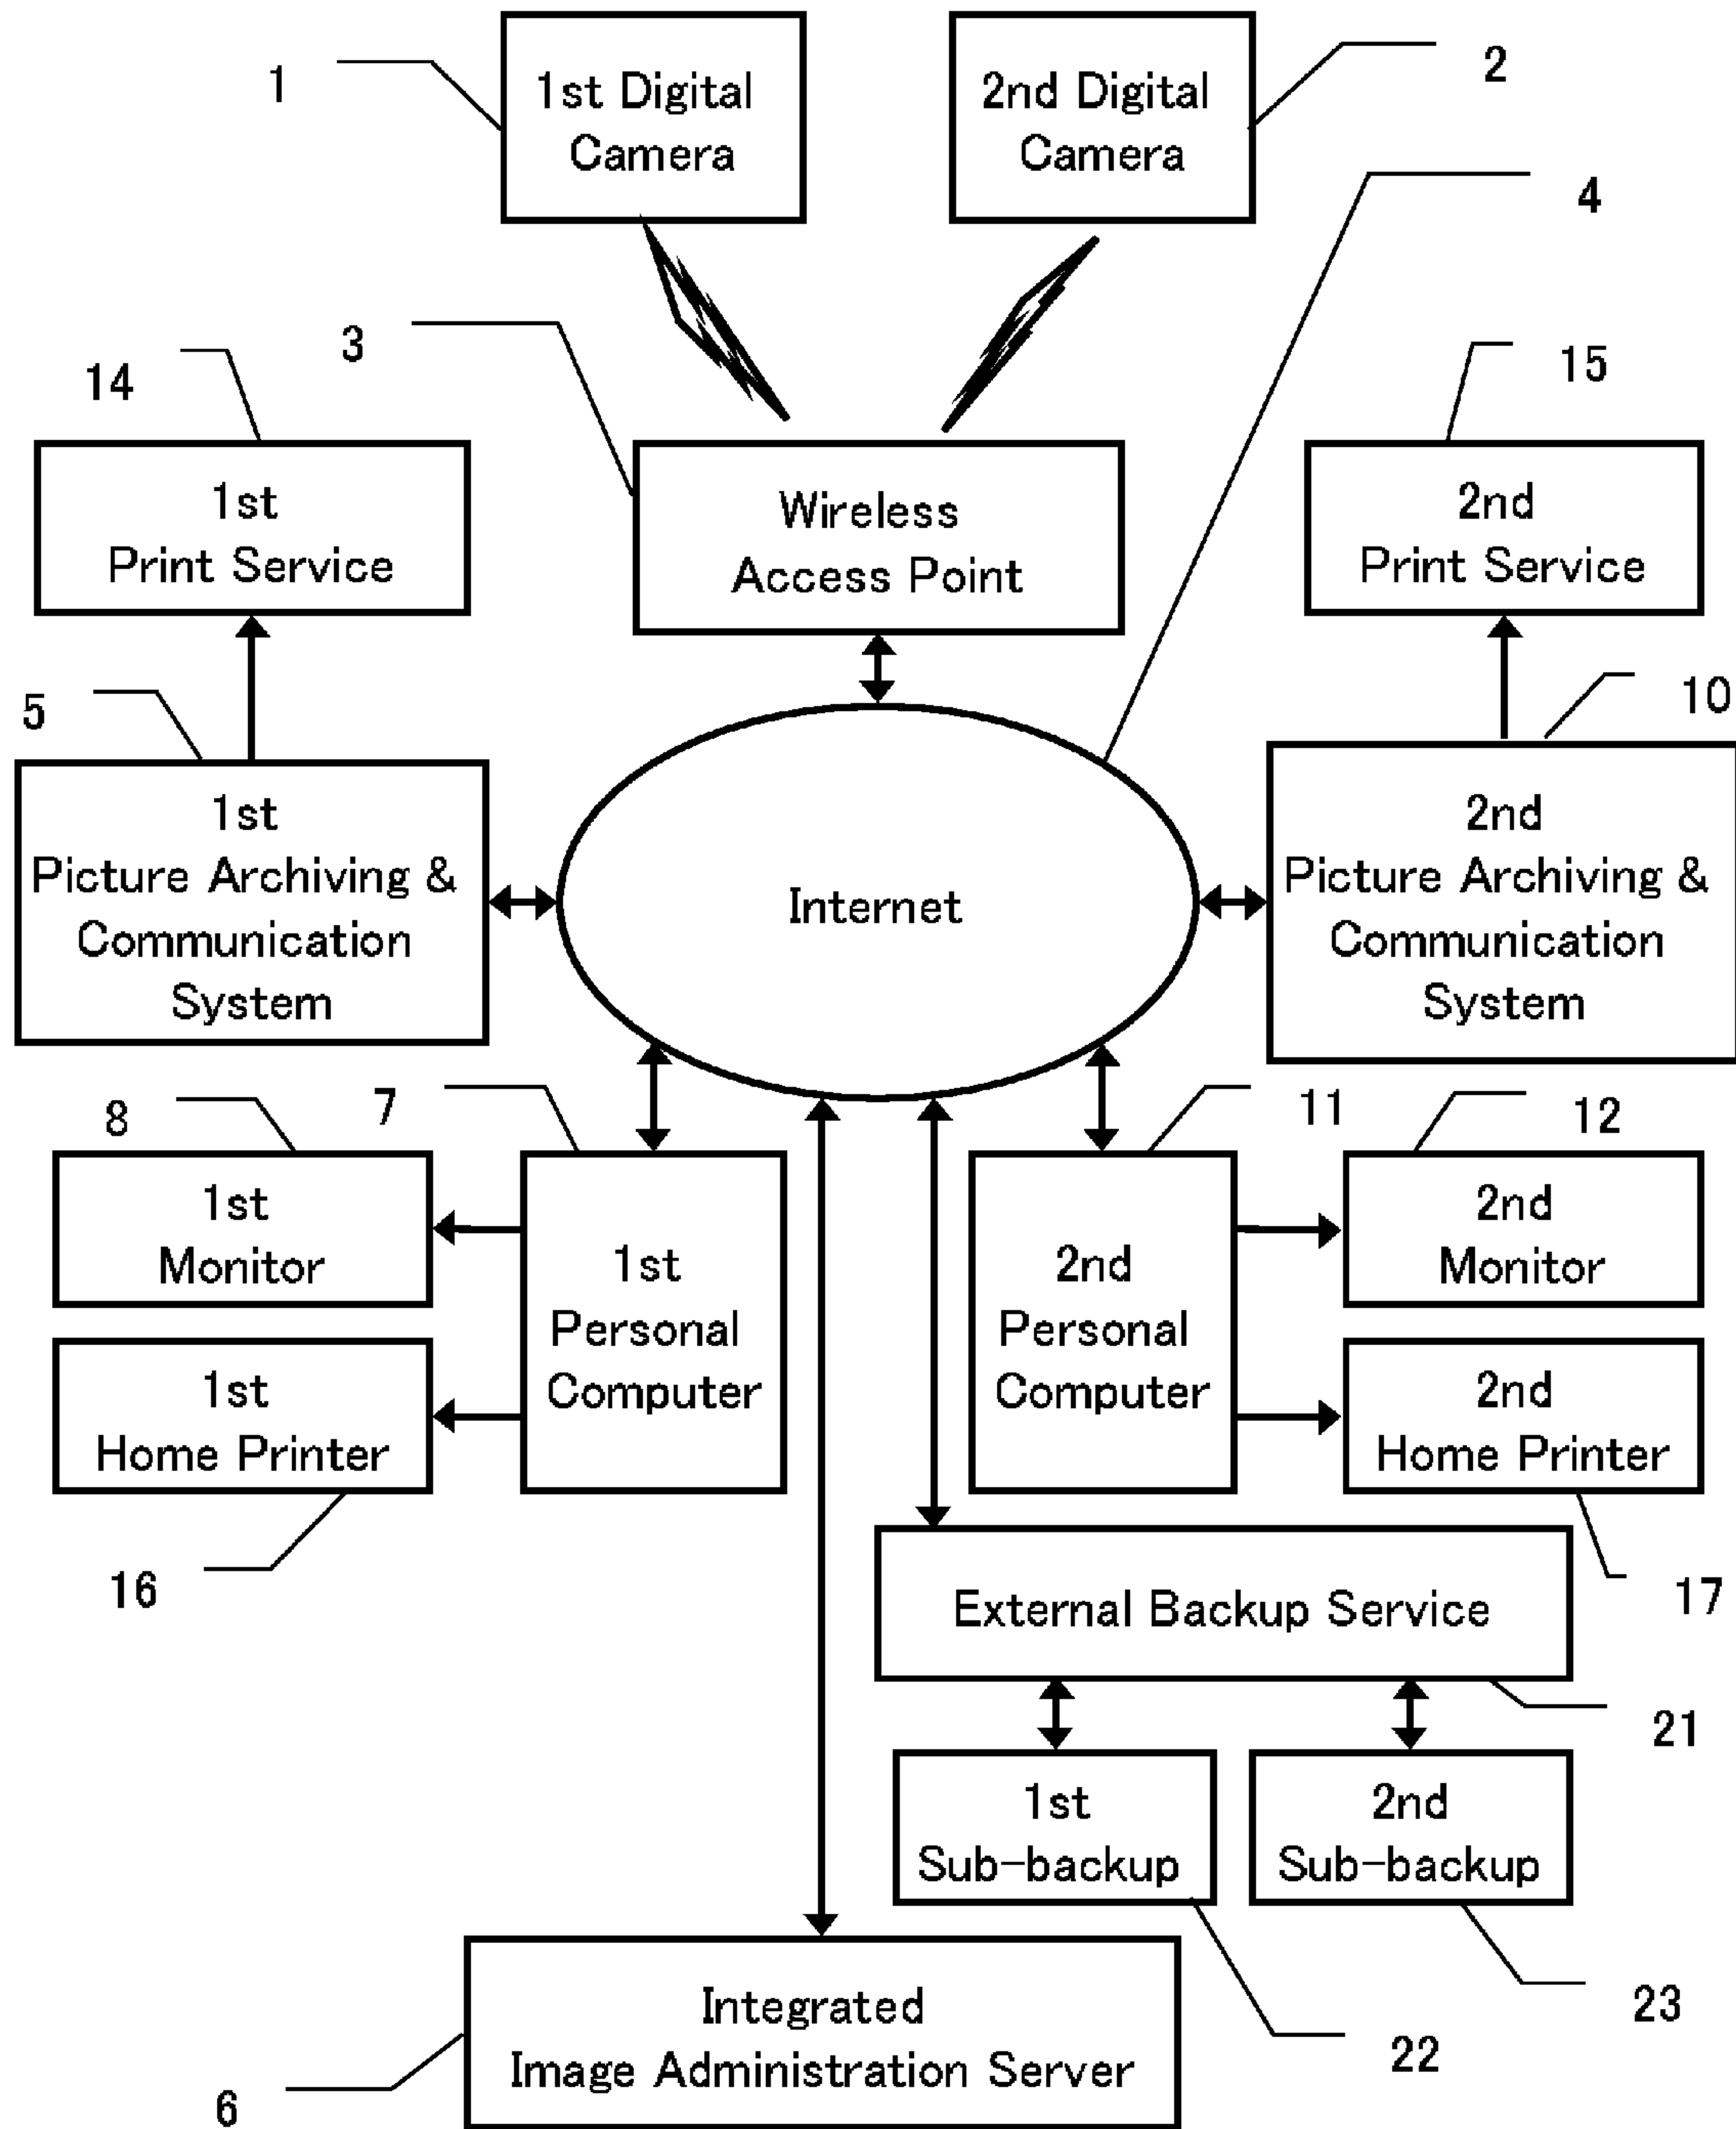 1
1st Digital
Camera
2nd Digital
Camera
2
4
3
14
15
1st
Print Service
Wireless
Access Point
2nd
Print Service
5
10
1st
Picture Archiving &
Communication
System
Internet
2nd
Picture Archiving &
Communication
System
8
7
11
12
1st
Monitor
1st
Personal
Computer
2nd
Personal
Computer
2nd
Monitor
1st
Home Printer
2nd
Home Printer
16
17
External Backup Service
21
1st
Sub-backup
2nd
Sub-backup
23
22
Integrated
Image Administration Server
6